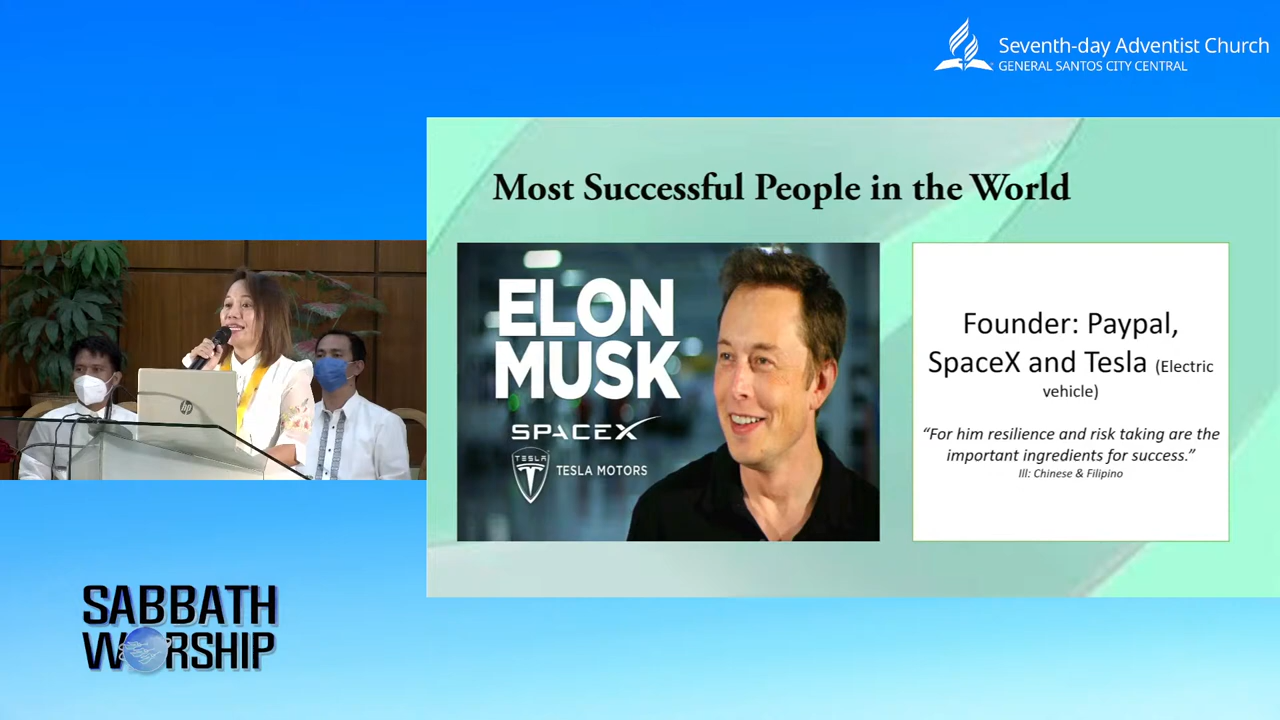 Seventh-day Adventist Church
GENERAL SANTOS CITY CENTRAL
Most Successful People in the World
ELON
MUSK
SPACEX
TESLA
TESLA MOTORS
Founder: Paypal,
SpaceX and Tesla (Electric
vehicle)
“For him resilience and risk taking are the
important ingredients for success.”
Ill: Chinese & Filipino
hp
SABBATH
WORSHIP